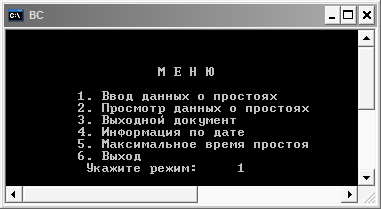 BC
М Е Н Ю
1. Ввод данных о простоях
2. Просмотр данных о простоях
3. Выходной документ
4. Информация по дате
5. Максимальное время простоя
6. Выход
Укажите режим: 1